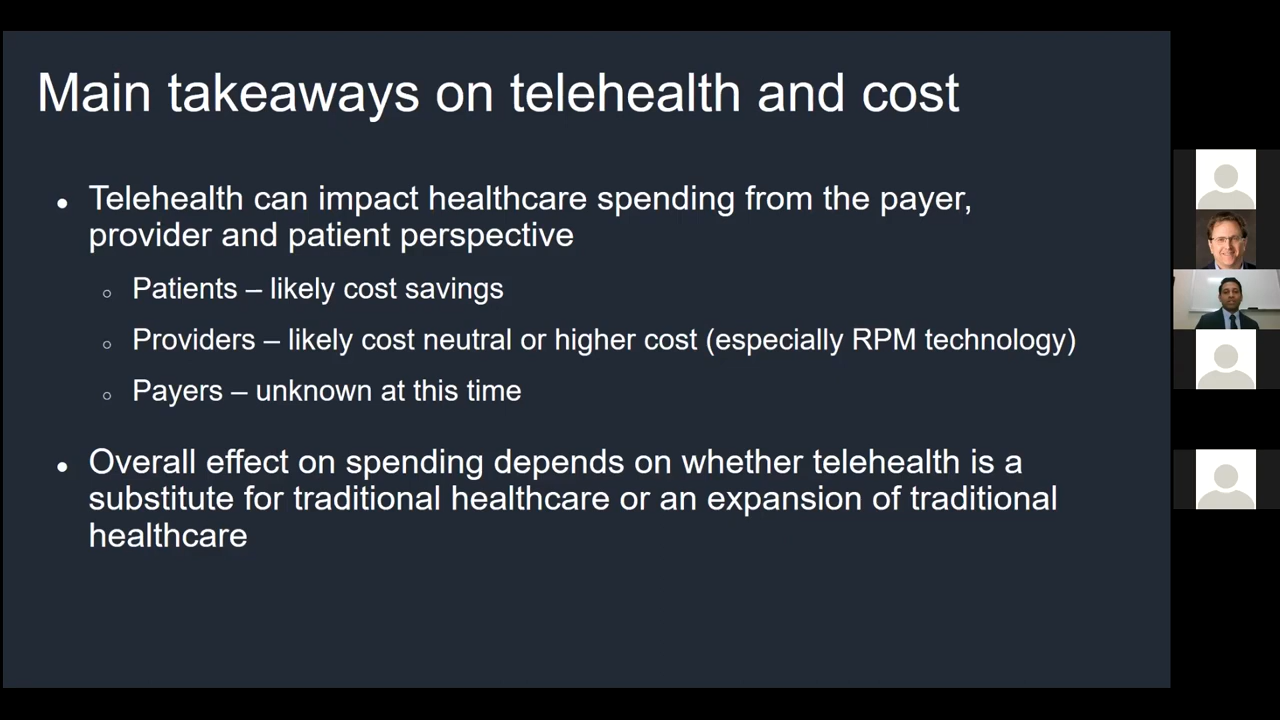 Main takeaways on telehealth and cost
● Telehealth can impact healthcare spending from the payer,
provider and patient perspective
○ Patients – likely cost savings
○ Providers – likely cost neutral or higher cost (especially RPM technology)
○ Payers – unknown at this time
● Overall effect on spending depends on whether telehealth is a
substitute for traditional healthcare or an expansion of traditional
healthcare